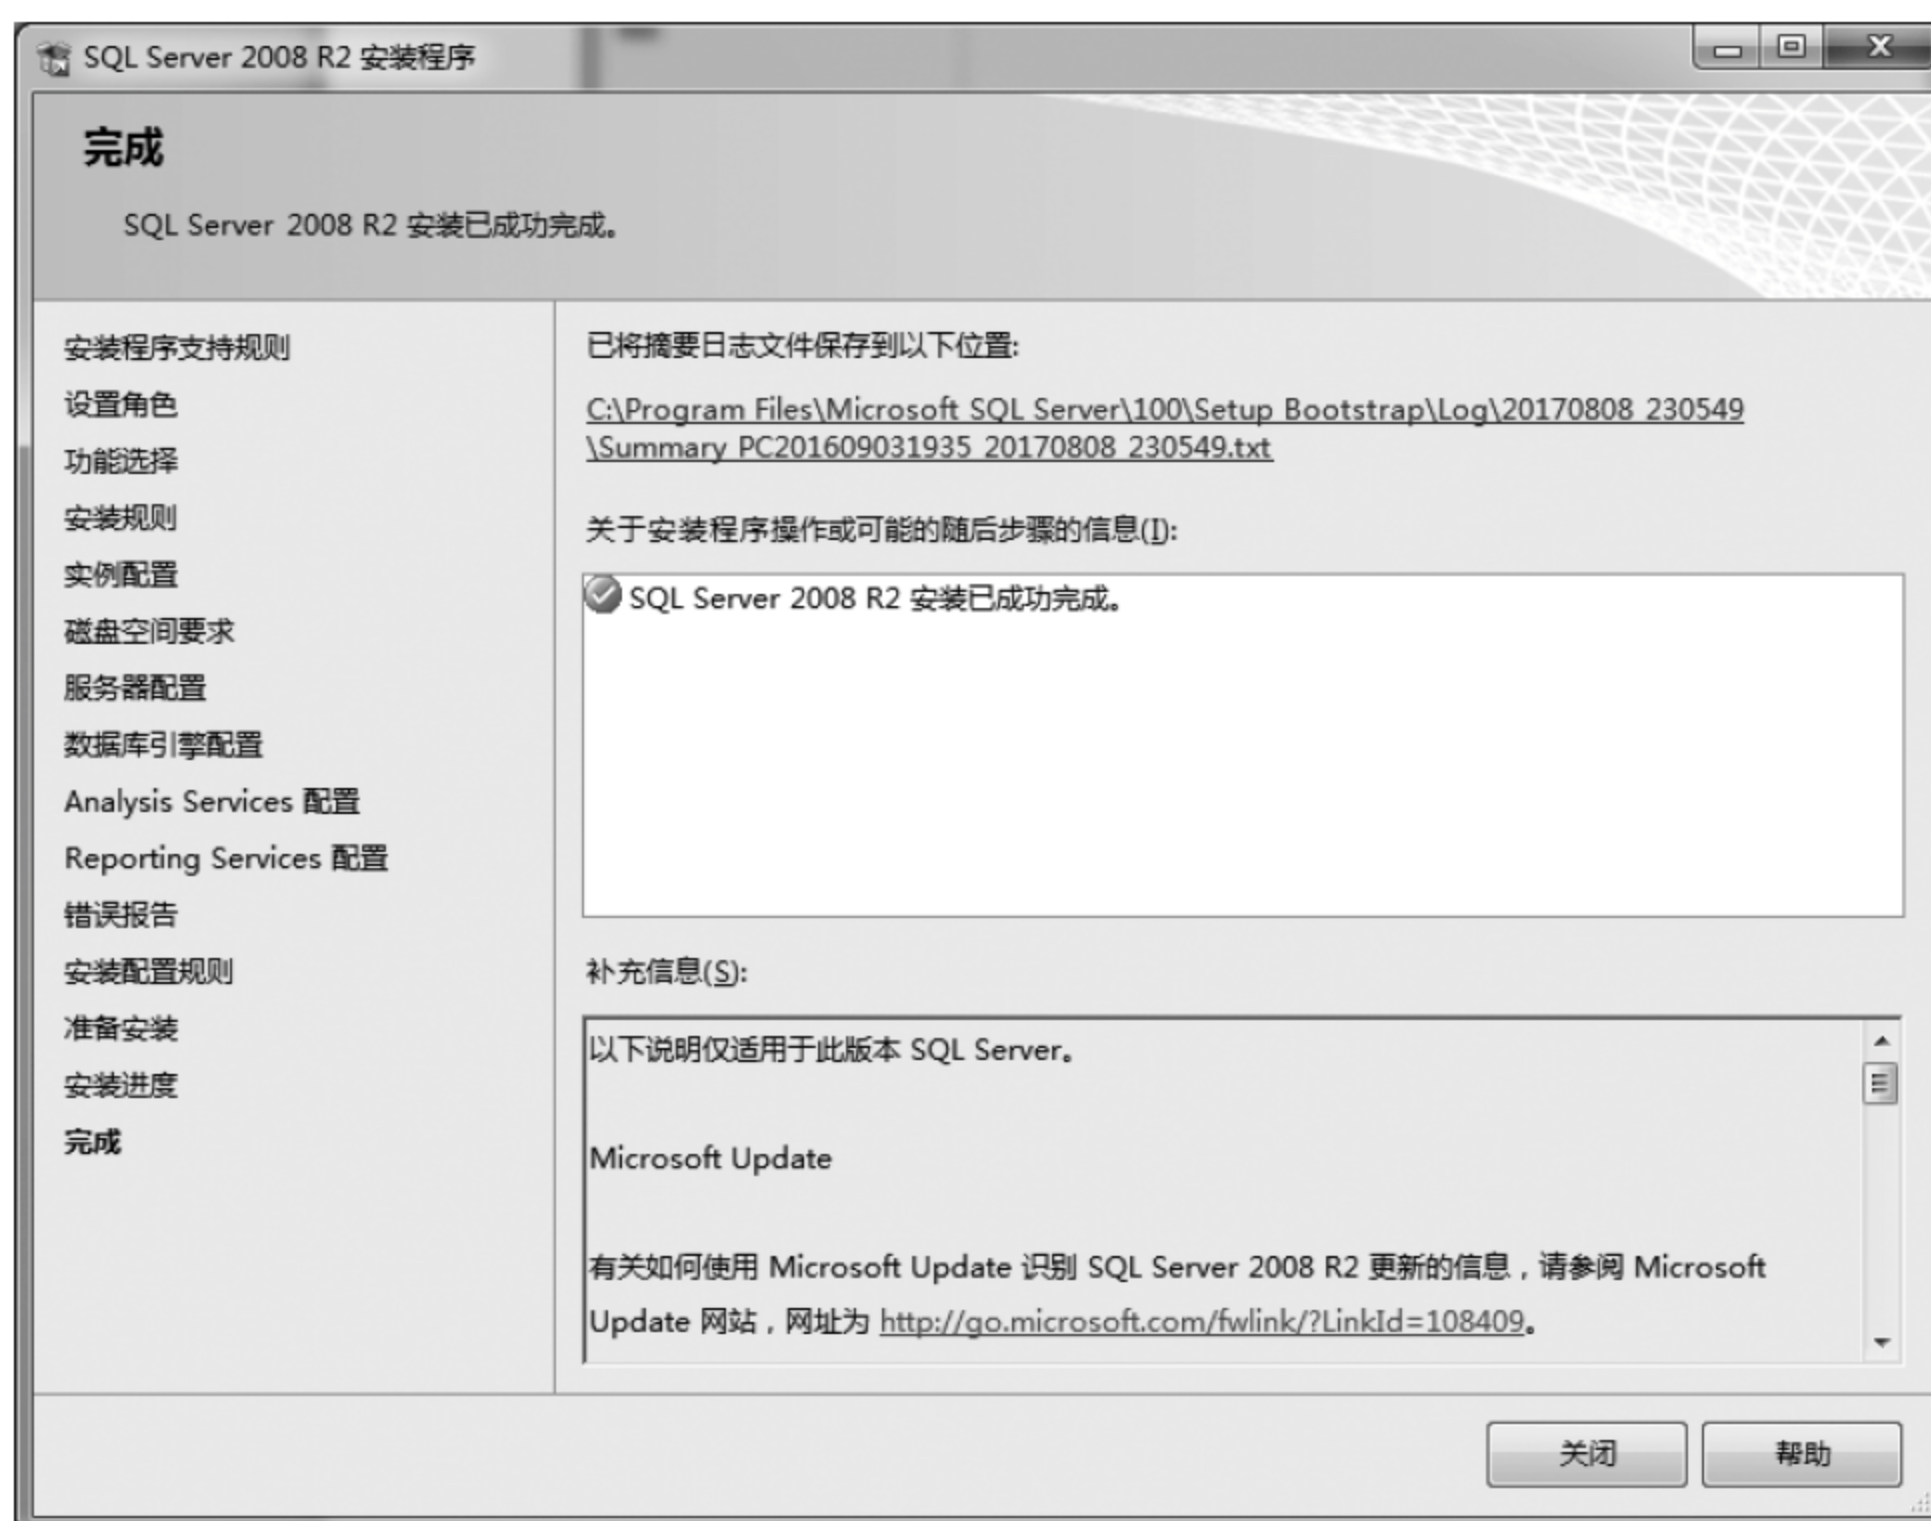 SQL Server 2008 R2 安装程序
完成
SQL Server 2008 R2 安装已成功完成。
安装程序支持规则
设置角色
功能选择
安装规则
实例配置
磁盘空间要求
服务器配置
数据库引擎配置
Analysis Services 配置
Reporting Services 配置
错误报告
安装配置规则
准备安装
安装进度
完成
已将摘要日志文件保存到以下位置:
C:\Program Files\Microsoft SQL Server\100\Setup Bootstrap\Log\20170808_230549
\Summary_PC201609031935_20170808_230549.txt
关于安装程序操作或可能的随后步骤的信息(I):
SQL Server 2008 R2 安装已成功完成。
补充信息(S):
以下说明仅适用于此版本 SQL Server。
Microsoft Update
有关如何使用 Microsoft Update 识别 SQL Server 2008 R2 更新的信息，请参阅 Microsoft
Update 网站，网址为 http://go.microsoft.com/fwlink/?LinkId=108409。
关闭
帮助